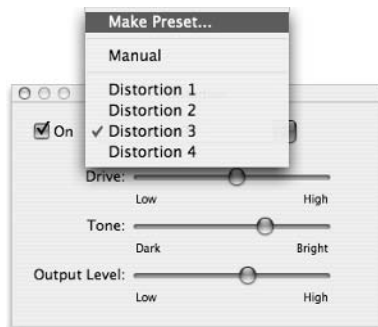 Make Preset...
Manual
Distortion 1
Distortion 2
On ✓ Distortion 3
Distortion 4
Drive:
Low High
Tone:
Dark Bright
Output Level:
Low High